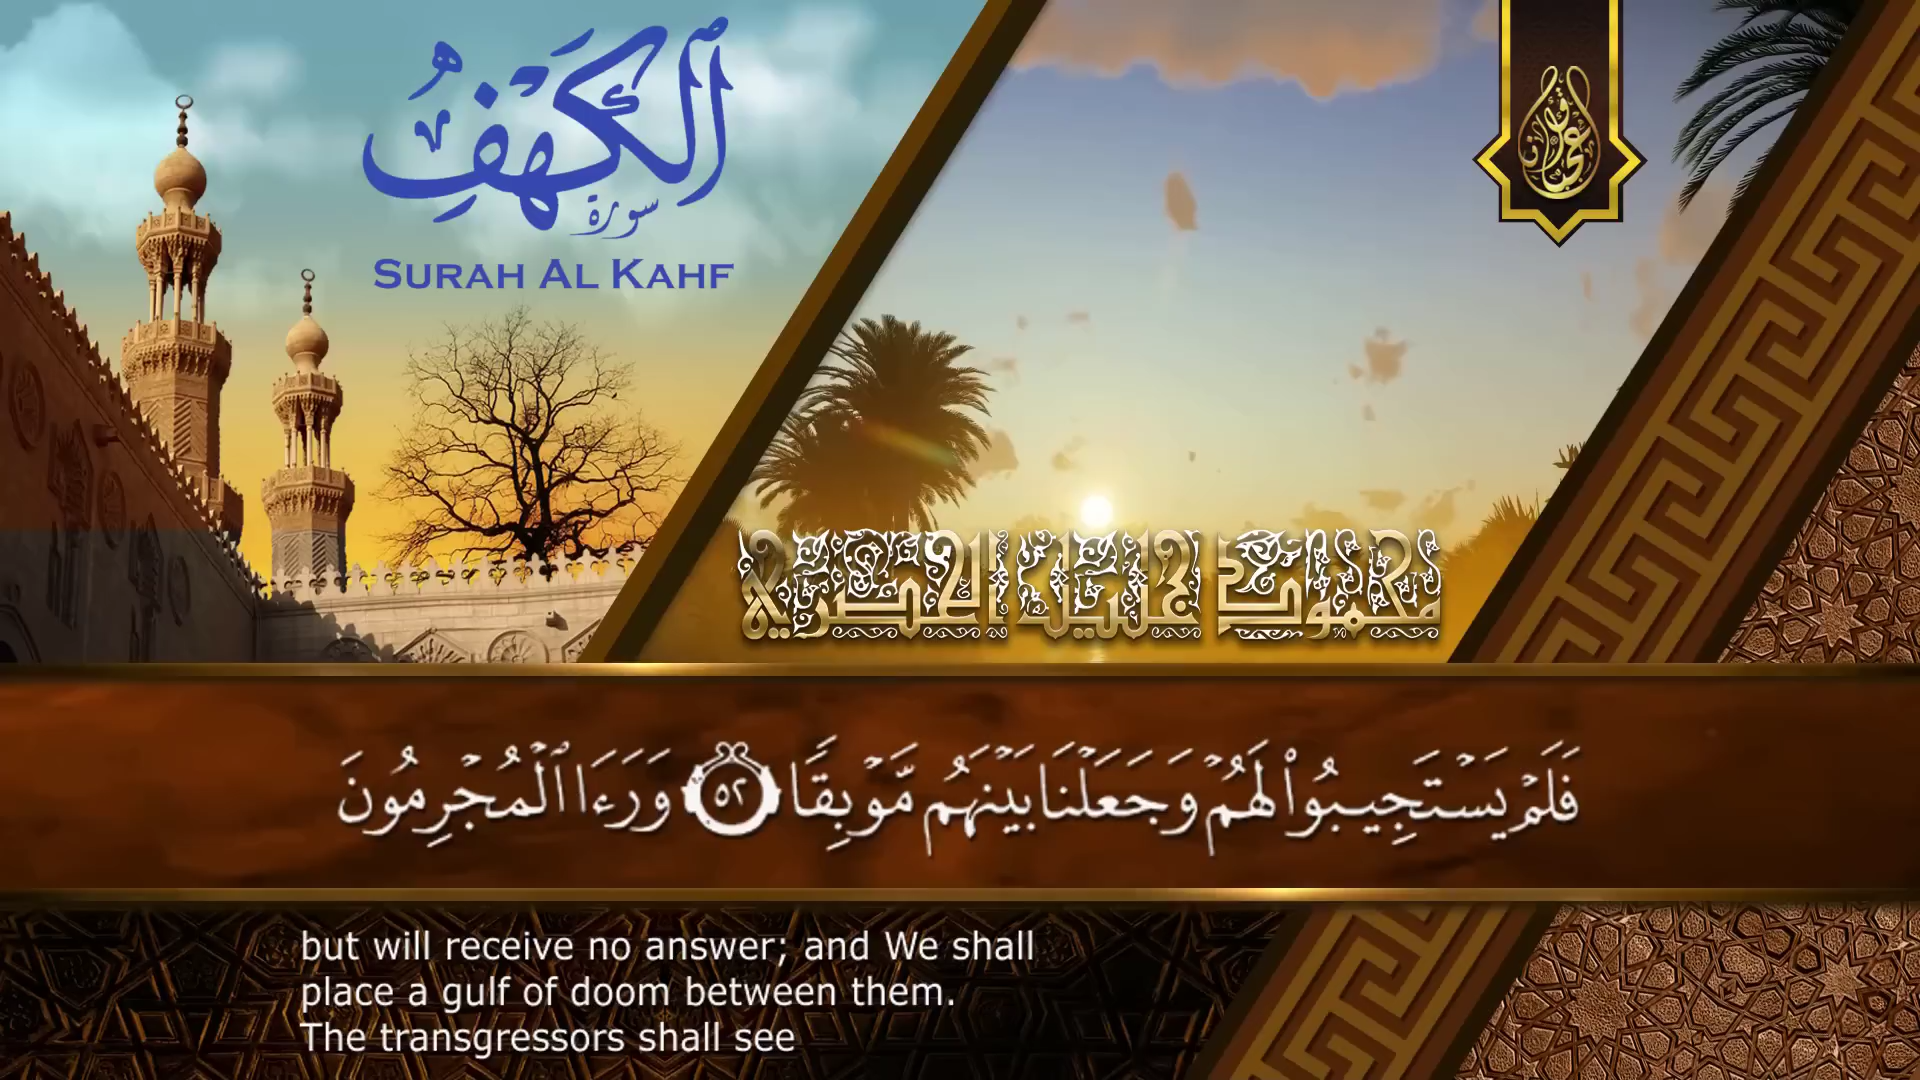 ٱلْكَهْفُ
سورة
SURAH AL KAHF
محمود خليل الحصري
فَلَمْ يَسْتَجِيبُوا۟ لَهُمْ وَجَعَلْنَا بَيْنَهُم مَّوْبِقًا ۝٥٢ وَرَءَا ٱلْمُجْرِمُونَ
but will receive no answer; and We shall
place a gulf of doom between them.
The transgressors shall see